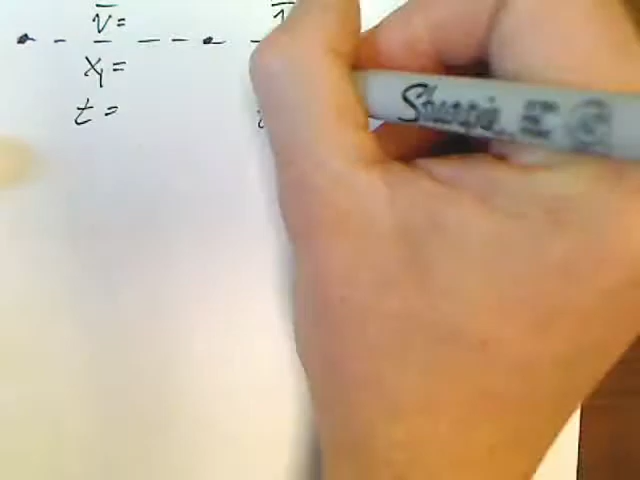 v̄=
x₁=
t=
Sharpie